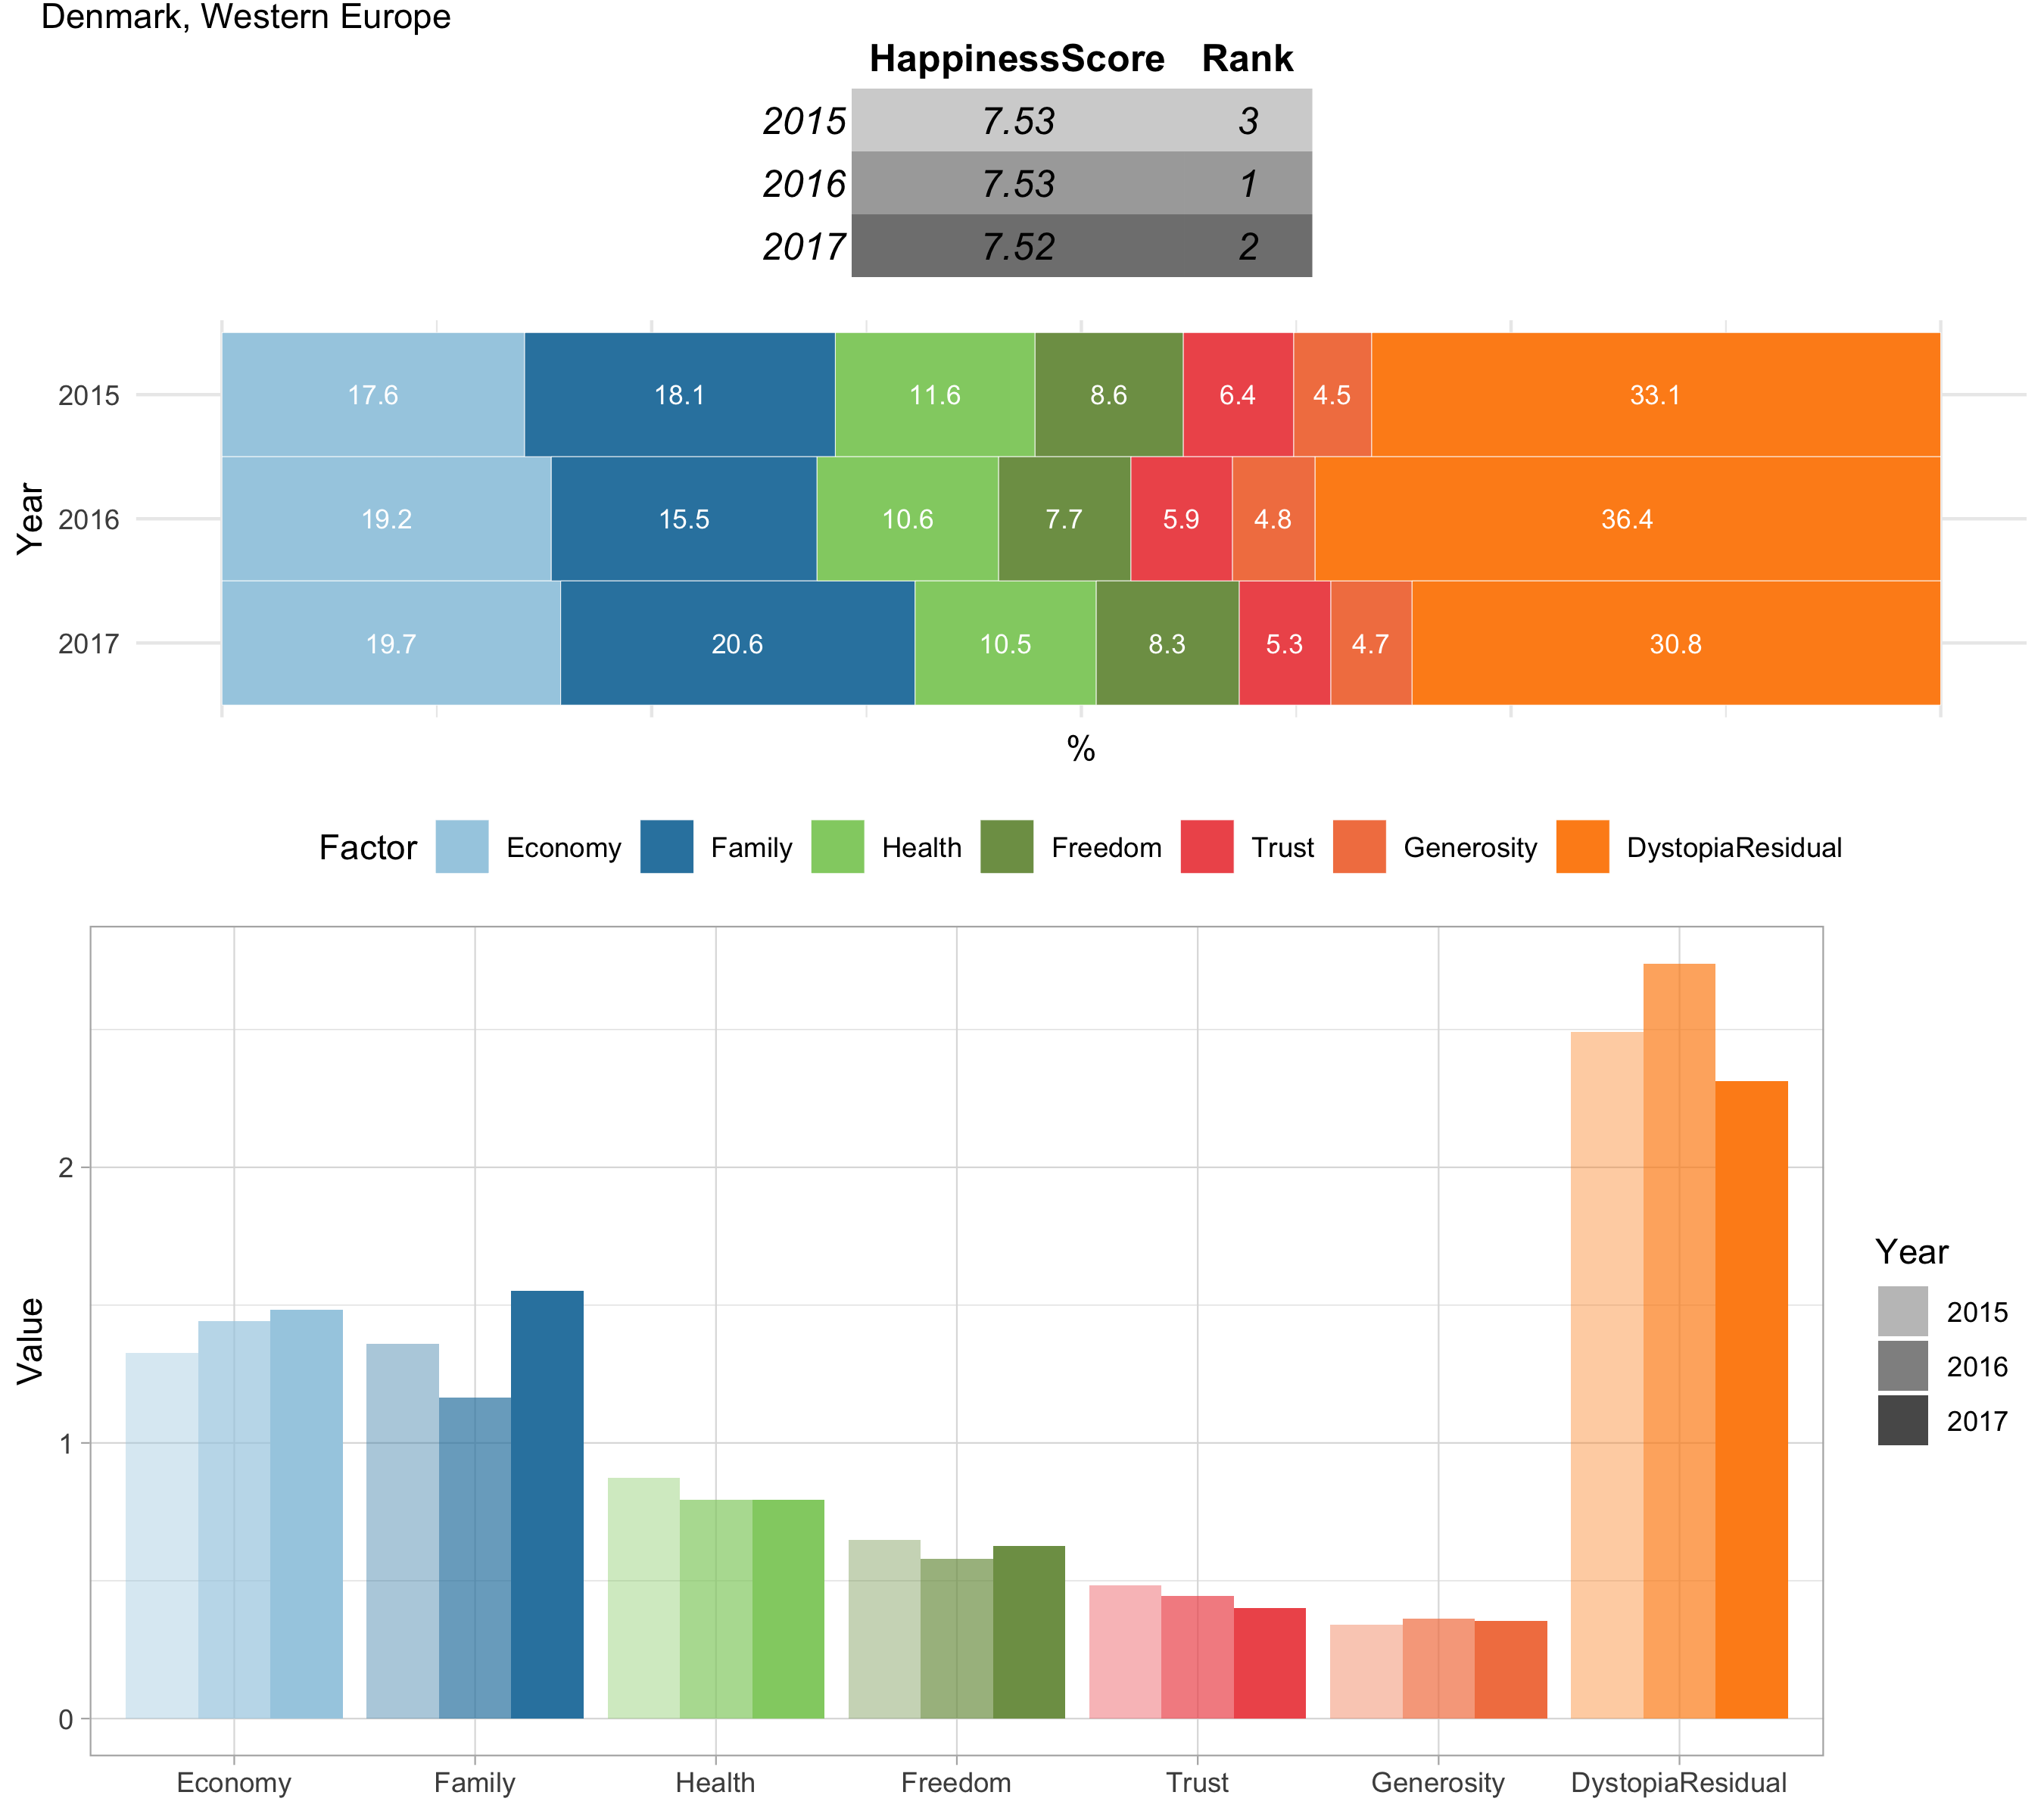 Denmark, Western Europe
HappinessScore Rank
2015 7.53 3
2016 7.53 1
2017 7.52 2
Year
2015 17.6 18.1 11.6 8.6 6.4 4.5 33.1
2016 19.2 15.5 10.6 7.7 5.9 4.8 36.4
2017 19.7 20.6 10.5 8.3 5.3 4.7 30.8
%
Factor Economy Family Health Freedom Trust Generosity DystopiaResidual
Value
2
1
0
Economy Family Health Freedom Trust Generosity DystopiaResidual
Year
2015
2016
2017